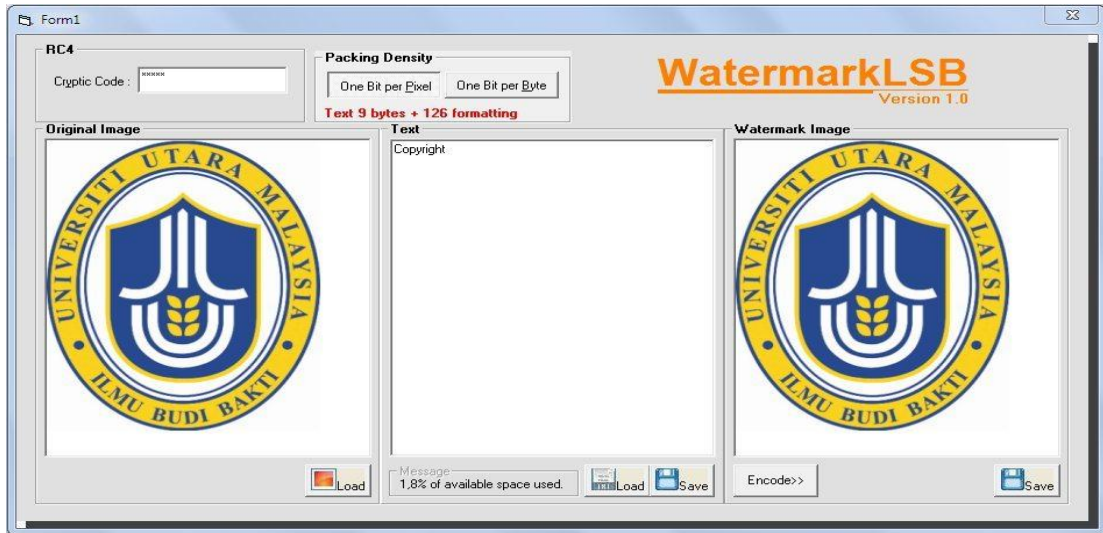 Form1
RC4
Cryptic Code :
*****
Packing Density
One Bit per Pixel
One Bit per Byte
Text 9 bytes + 126 formatting
WatermarkLSB
Version 1.0
Original Image
UNIVERSITI UTARA MALAYSIA
ILMU BUDI BAKTI
Load
Text
Copyright
Message
1,8% of available space used.
Load
Save
Watermark Image
UNIVERSITI UTARA MALAYSIA
ILMU BUDI BAKTI
Encode>>
Save